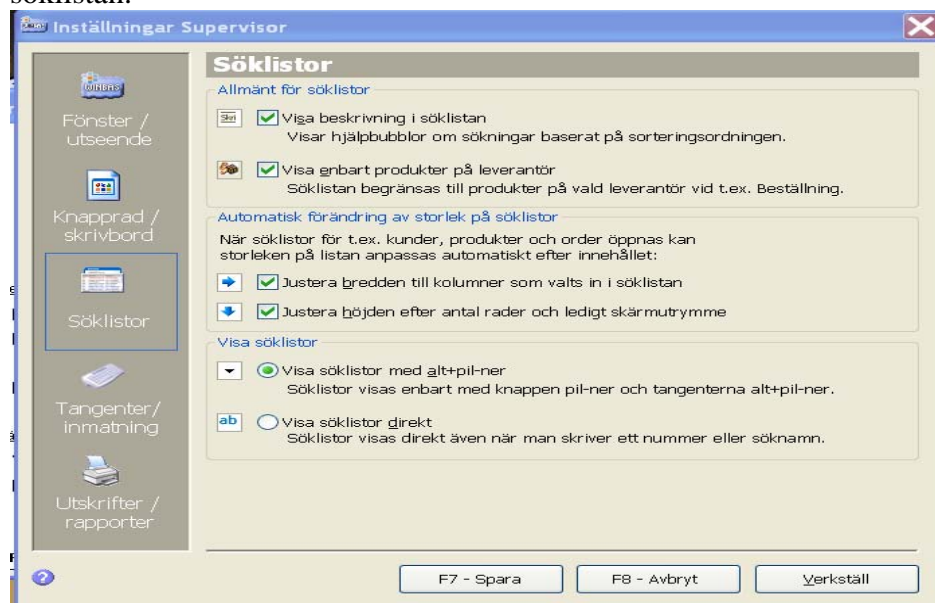 söklistan.
Inställningar Supervisor
Fönster /
utseende
Knapprad /
skrivbord
Söklistor
Tangenter/
inmatning
Utskrifter /
rapporter
Söklistor
Allmänt för söklistor
Visa beskrivning i söklistan
Visar hjälpbubblor om sökningar baserat på sorteringsordningen.
Visa enbart produkter på leverantör
Söklistan begränsas till produkter på vald leverantör vid t.ex. Beställning.
Automatisk förändring av storlek på söklistor
När söklistor för t.ex. kunder, produkter och order öppnas kan
storleken på listan anpassas automatiskt efter innehållet:
Justera bredden till kolumner som valts in i söklistan
Justera höjden efter antal rader och ledigt skärmutrymme
Visa söklistor
Visa söklistor med alt+pil-ner
Söklistor visas enbart med knappen pil-ner och tangenterna alt+pil-ner.
ab Visa söklistor direkt
Söklistor visas direkt även när man skriver ett nummer eller söknamn.
F7 - Spara F8 - Avbryt Verkställ